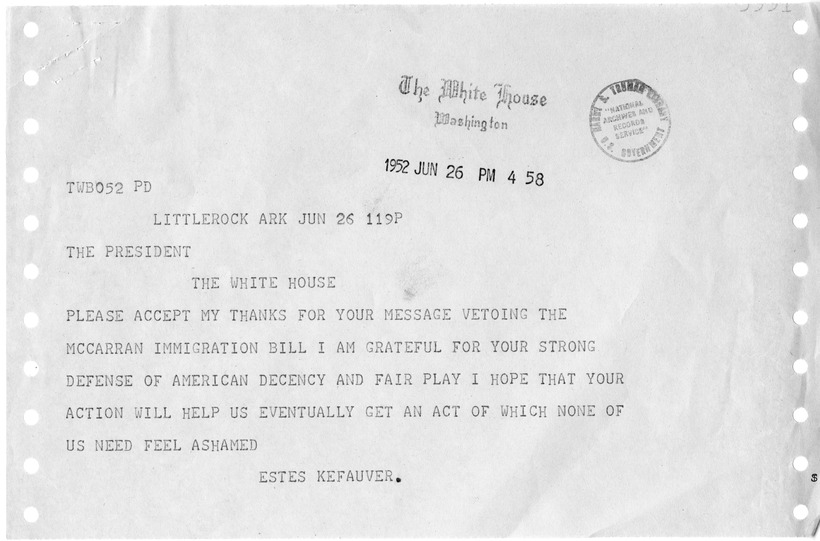 The White House
Washington
HARRY S. TRUMAN LIBRARY
"NATIONAL
ARCHIVES AND
RECORDS
SERVICE"
U.S. GOVERNMENT
1952 JUN 26 PM 4 58
TWB052 PD
LITTLEROCK ARK JUN 26 119P
THE PRESIDENT
THE WHITE HOUSE
PLEASE ACCEPT MY THANKS FOR YOUR MESSAGE VETOING THE
MCCARRAN IMMIGRATION BILL I AM GRATEFUL FOR YOUR STRONG
DEFENSE OF AMERICAN DECENCY AND FAIR PLAY I HOPE THAT YOUR
ACTION WILL HELP US EVENTUALLY GET AN ACT OF WHICH NONE OF
US NEED FEEL ASHAMED
ESTES KEFAUVER.